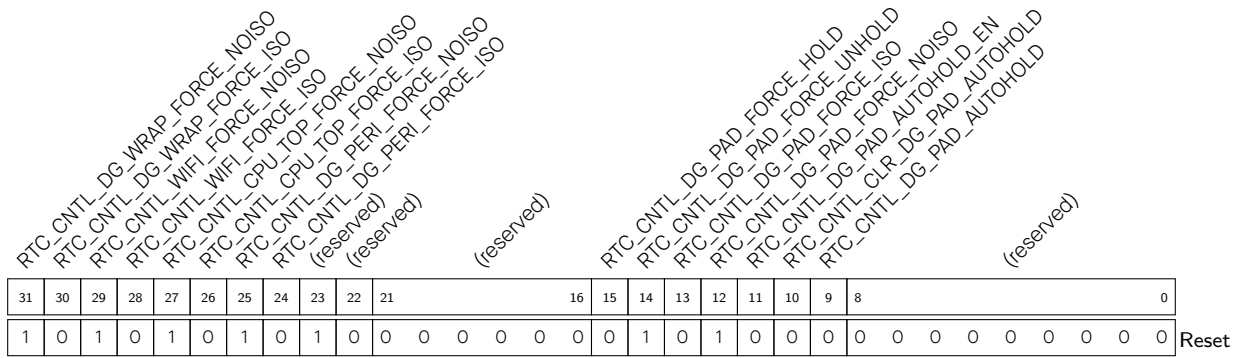 RTC_CNTL_DG_WRAP_FORCE_NOISO
RTC_CNTL_DG_WRAP_FORCE_ISO
RTC_CNTL_WIFI_FORCE_NOISO
RTC_CNTL_WIFI_FORCE_ISO
RTC_CNTL_CPU_TOP_FORCE_NOISO
RTC_CNTL_CPU_TOP_FORCE_ISO
RTC_CNTL_DG_PERI_FORCE_NOISO
RTC_CNTL_DG_PERI_FORCE_ISO
(reserved)
(reserved)
(reserved)
RTC_CNTL_DG_PAD_FORCE_HOLD
RTC_CNTL_DG_PAD_FORCE_UNHOLD
RTC_CNTL_DG_PAD_FORCE_ISO
RTC_CNTL_DG_PAD_FORCE_NOISO
RTC_CNTL_DG_PAD_AUTOHOLD_EN
RTC_CNTL_CLR_DG_PAD_AUTOHOLD
RTC_CNTL_DG_PAD_AUTOHOLD
(reserved)
31 30 29 28 27 26 25 24 23 22 21 16 15 14 13 12 11 10 9 8 0
1 0 1 0 1 0 1 0 1 0 0 0 0 0 0 0 0 1 0 1 0 0 0 0 0 0 0 0 0 0 0 0 Reset